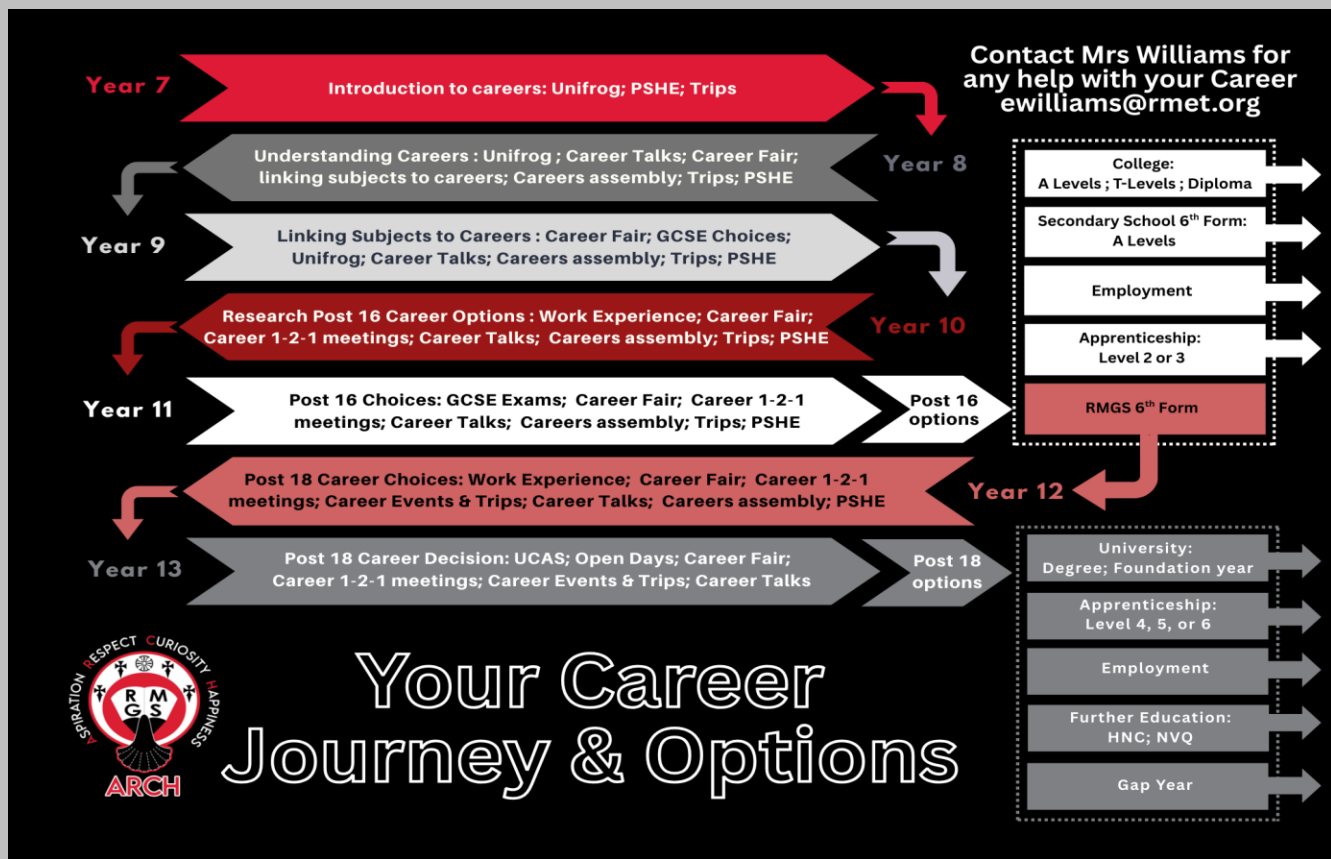 Contact Mrs Williams for
any help with your Career
ewilliams@rmet.org
Year 7
Introduction to careers: Unifrog; PSHE; Trips
Year 8
Understanding Careers : Unifrog ; Career Talks; Career Fair;
linking subjects to careers; Careers assembly; Trips; PSHE
Year 9
Linking Subjects to Careers : Career Fair; GCSE Choices;
Unifrog; Career Talks; Careers assembly; Trips; PSHE
Year 10
Research Post 16 Career Options : Work Experience; Career Fair;
Career 1-2-1 meetings; Career Talks; Careers assembly; Trips; PSHE
Year 11
Post 16 Choices: GCSE Exams; Career Fair; Career 1-2-1
meetings; Career Talks; Careers assembly; Trips; PSHE
Post 16
options
College:
A Levels ; T-Levels ; Diploma
Secondary School 6th Form:
A Levels
Employment
Apprenticeship:
Level 2 or 3
RMGS 6th Form
Year 12
Post 18 Career Choices: Work Experience; Career Fair; Career 1-2-1
meetings; Career Events & Trips; Career Talks; Careers assembly; PSHE
Year 13
Post 18 Career Decision: UCAS; Open Days; Career Fair;
Career 1-2-1 meetings; Career Events & Trips; Career Talks
Post 18
options
University:
Degree; Foundation year
Apprenticeship:
Level 4, 5, or 6
Employment
Further Education:
HNC; NVQ
Gap Year
ASPIRATION RESPECT CURIOSITY HAPPINESS
R M
G S
ARCH
Your Career
Journey & Options